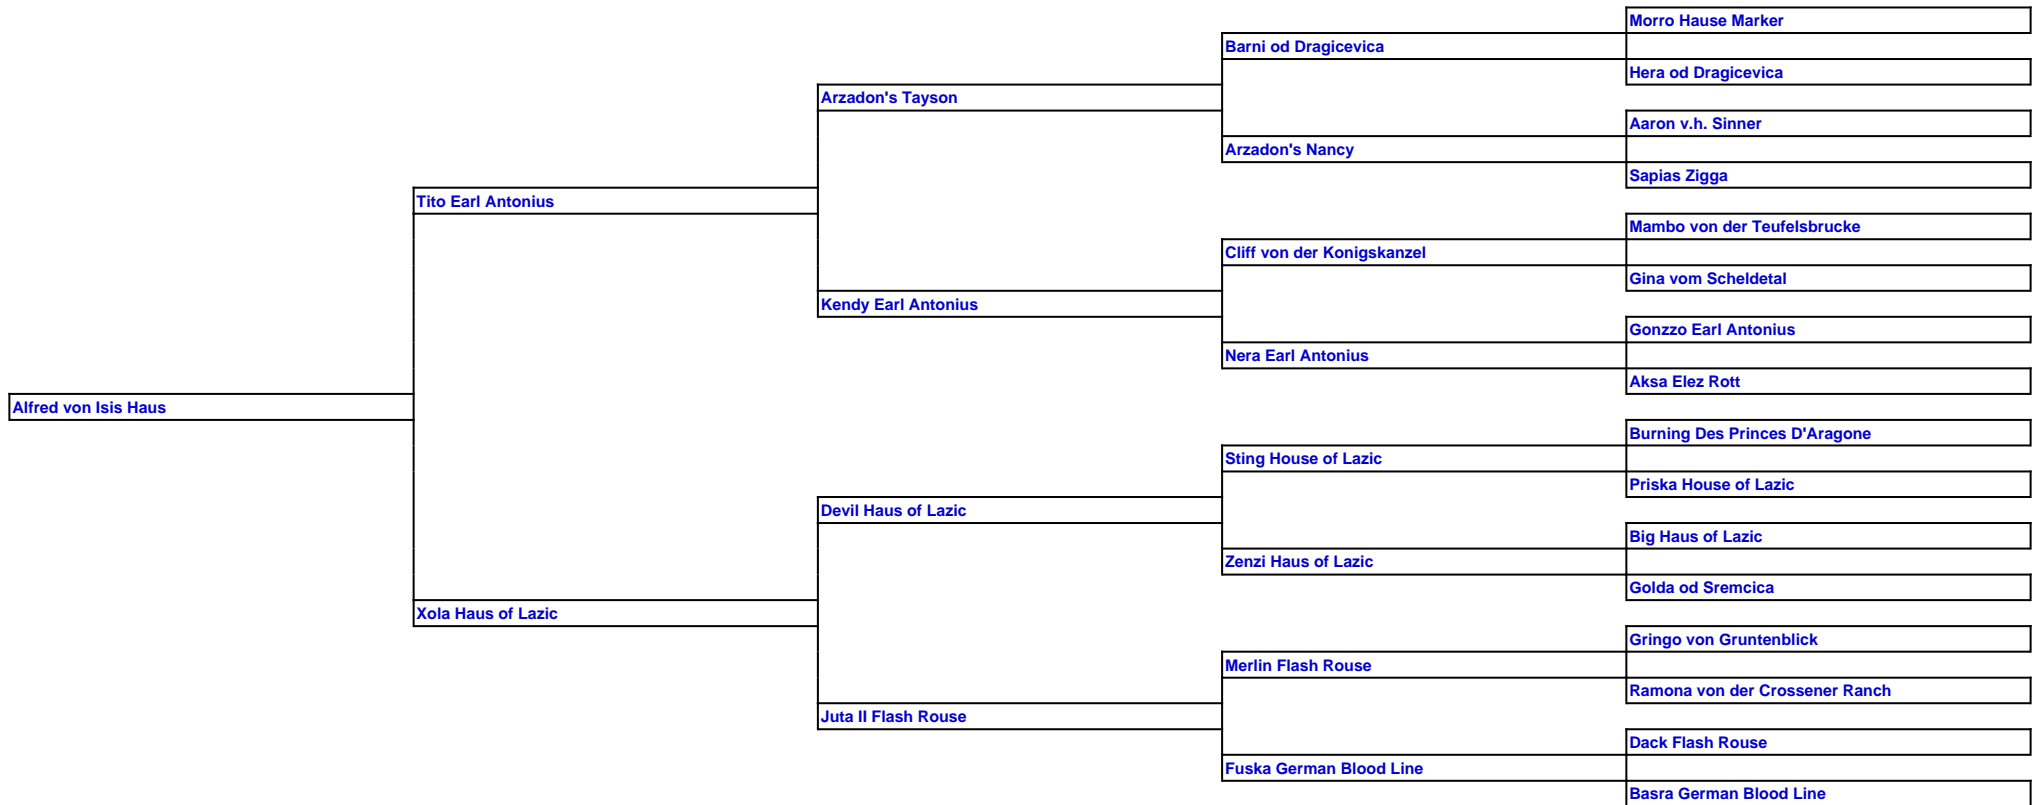 Morro Hause Marker
Barni od Dragicevica
Hera od Dragicevica
Arzadon's Tayson
Aaron v.h. Sinner
Arzadon's Nancy
Sapias Zigga
Tito Earl Antonius
Mambo von der Teufelsbrucke
Cliff von der Konigskanzel
Gina vom Scheldetal
Kendy Earl Antonius
Gonzzo Earl Antonius
Nera Earl Antonius
Aksa Elez Rott
Alfred von Isis Haus
Burning Des Princes D'Aragone
Sting House of Lazic
Priska House of Lazic
Devil Haus of Lazic
Big Haus of Lazic
Zenzi Haus of Lazic
Golda od Sremcica
Xola Haus of Lazic
Gringo von Gruntenblick
Merlin Flash Rouse
Ramona von der Crossener Ranch
Juta II Flash Rouse
Dack Flash Rouse
Fuska German Blood Line
Basra German Blood Line